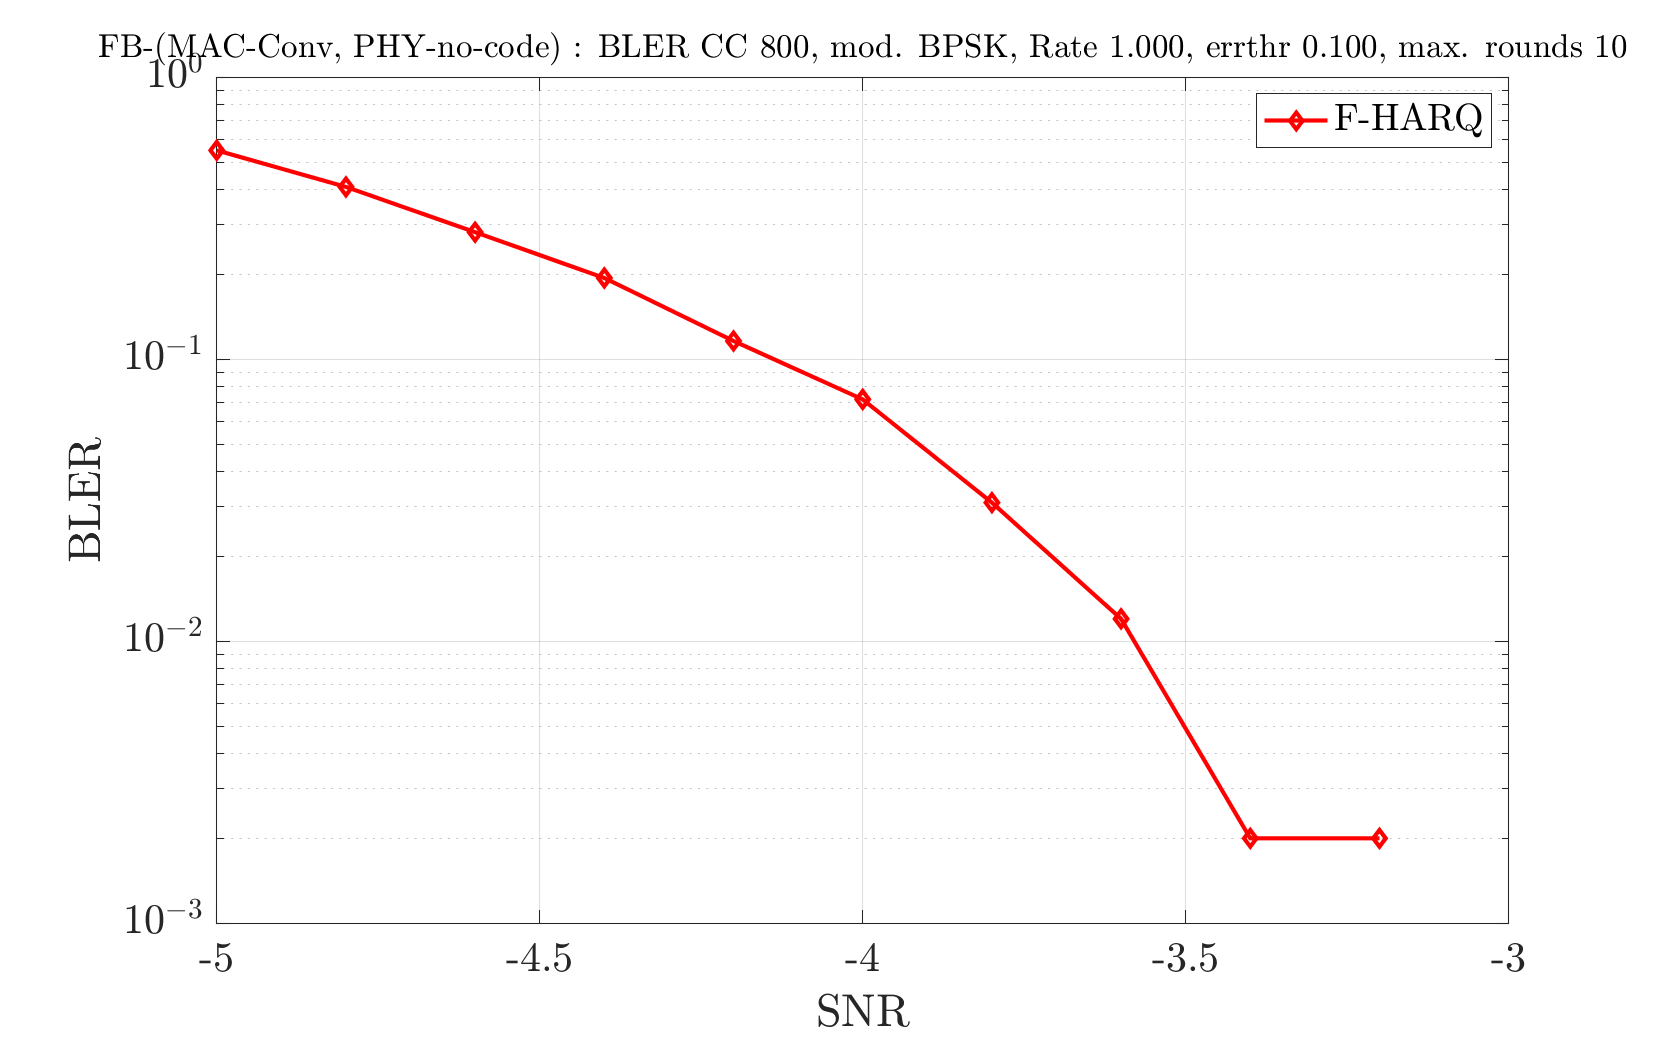 FB-(MAC-Conv, PHY-no-code) : BLER CC 800, mod. BPSK, Rate 1.000, errthr 0.100, max. rounds 10
10^0
F-HARQ
10^−1
BLER
10^−2
10^−3
-5 -4.5 -4 -3.5 -3
SNR